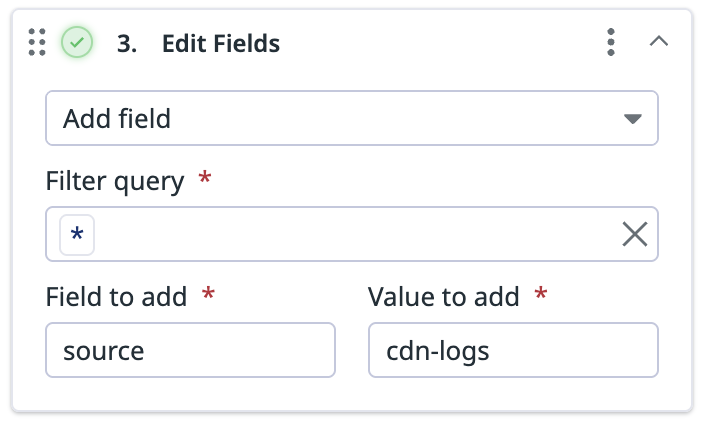 3. Edit Fields
Add field
Filter query *
*
Field to add * Value to add *
source cdn-logs